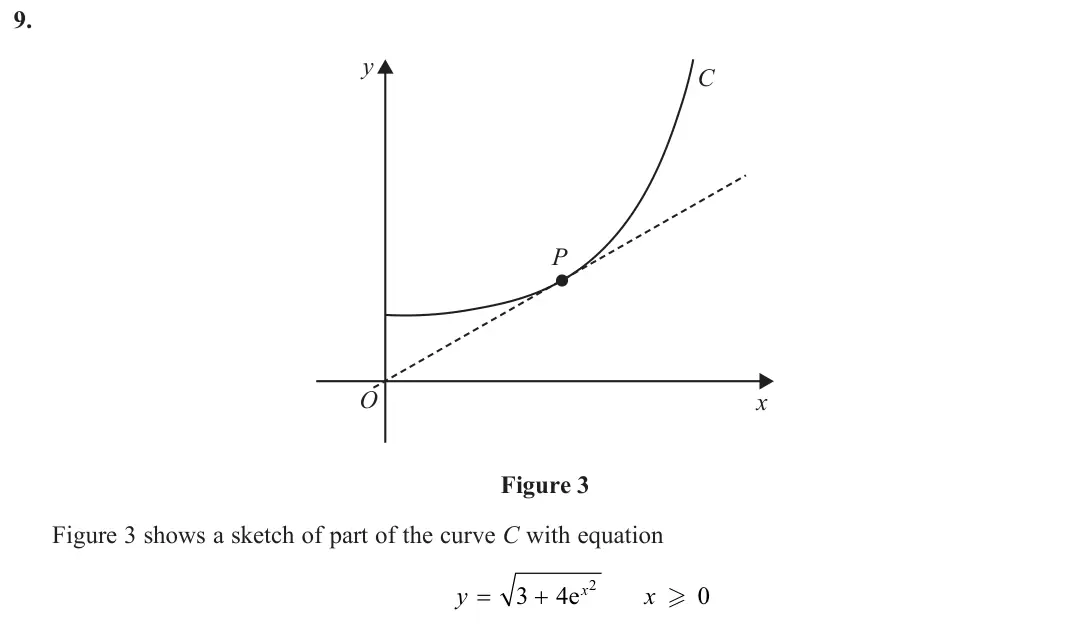 9.
y
C
P
O
x
Figure 3
Figure 3 shows a sketch of part of the curve C with equation
y = √(3 + 4e^(x²))  x ⩾ 0